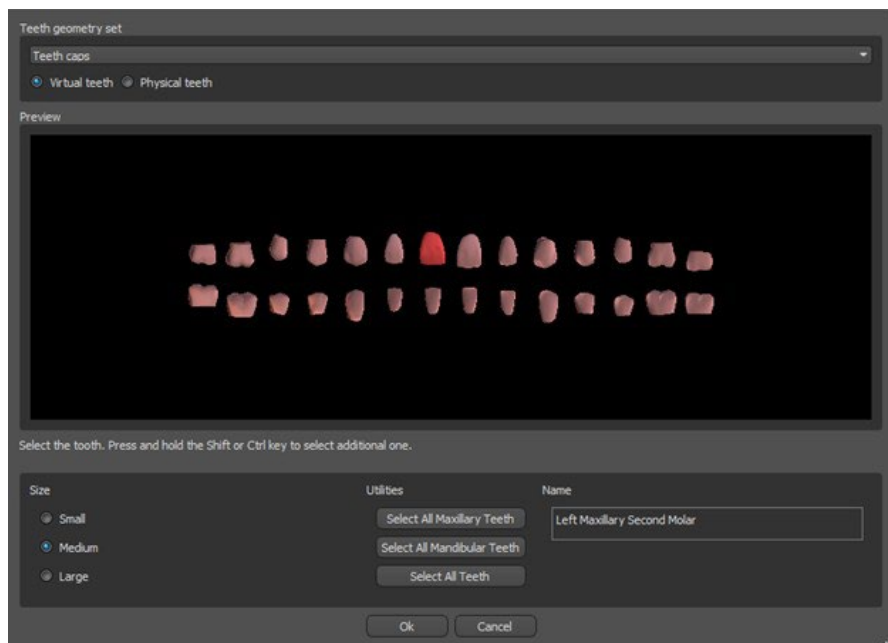 Teeth geometry set
Teeth caps
Virtual teeth Physical teeth
Preview
Select the tooth. Press and hold the Shift or Ctrl key to select additional one.
Size
Utilities
Name
Small
Select All Maxillary Teeth
Left Maxillary Second Molar
Medium
Select All Mandibular Teeth
Large
Select All Teeth
Ok
Cancel